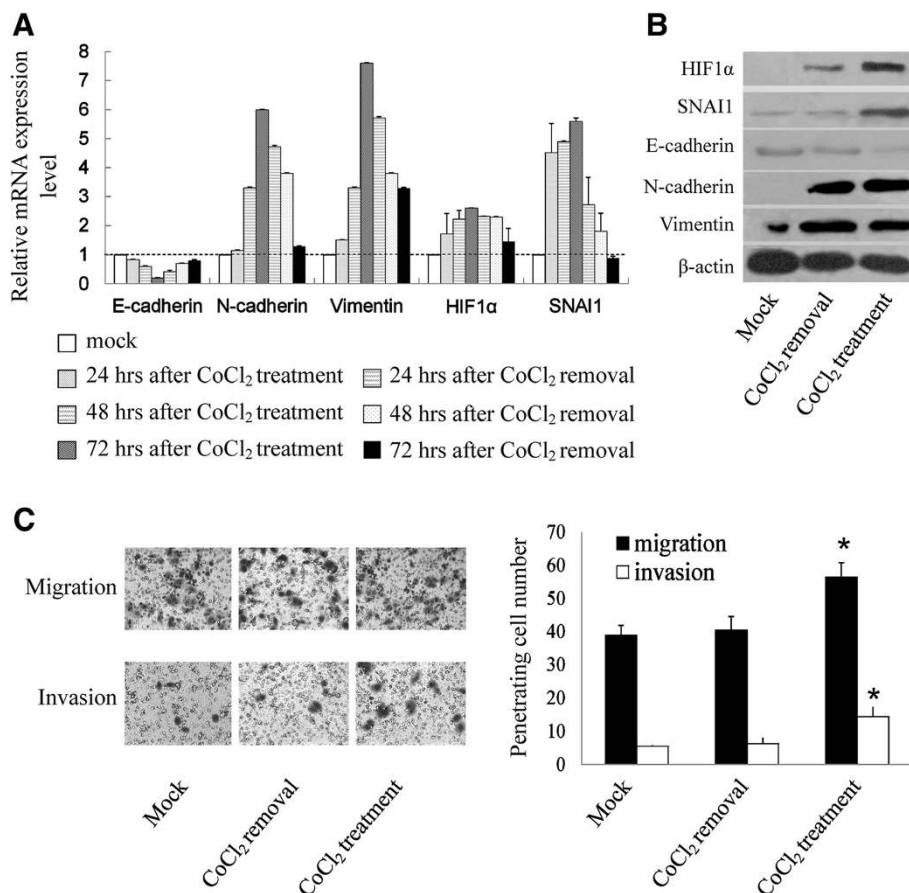 A
Relative mRNA expression
level
8
7
6
5
4
3
2
1
0
E-cadherin N-cadherin Vimentin HIF1α SNAI1
mock
24 hrs after CoCl₂ treatment
48 hrs after CoCl₂ treatment
72 hrs after CoCl₂ treatment
24 hrs after CoCl₂ removal
48 hrs after CoCl₂ removal
72 hrs after CoCl₂ removal
B
HIF1α
SNAI1
E-cadherin
N-cadherin
Vimentin
β-actin
Mock
CoCl₂ removal
CoCl₂ treatment
C
Migration
Invasion
Mock
CoCl₂ removal
CoCl₂ treatment
Penetrating cell number
70
60
50
40
30
20
10
0
migration
invasion
*
*
Mock
CoCl₂ removal
CoCl₂ treatment